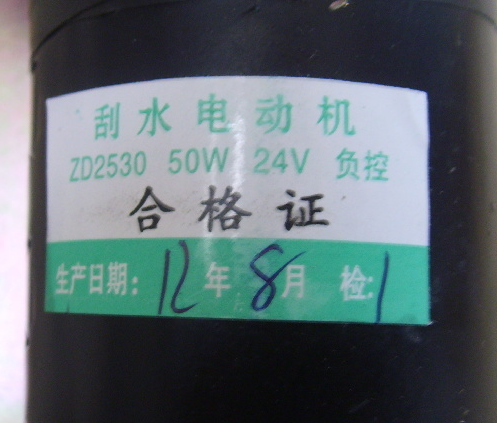 刮水电动机
ZD2530 50W 24V 负控
合格证
生产日期: 12 年 8 月 检: 1